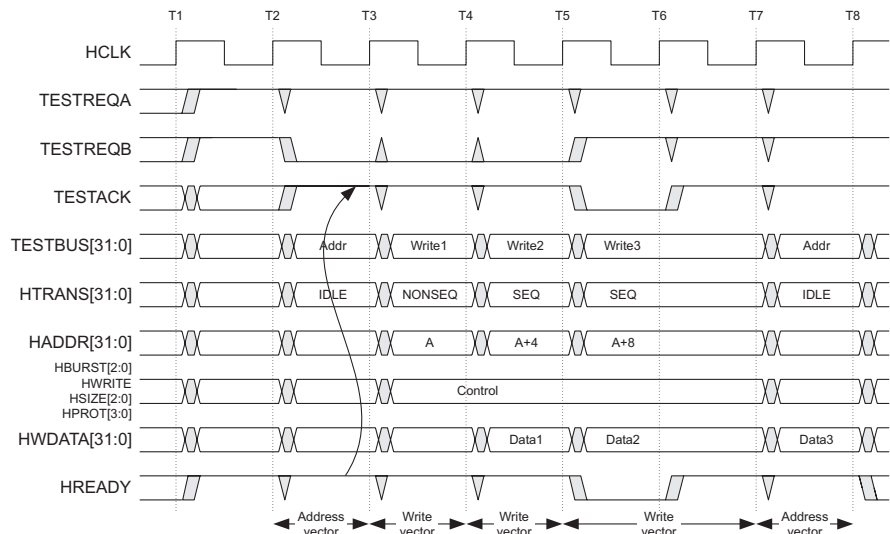 T1 T2 T3 T4 T5 T6 T7 T8
HCLK
TESTREQA
TESTREQB
TESTACK
TESTBUS[31:0] Addr Write1 Write2 Write3 Addr
HTRANS[31:0] IDLE NONSEQ SEQ SEQ IDLE
HADDR[31:0] A A+4 A+8
HBURST[2:0]
HWRITE Control
HSIZE[2:0]
HPROT[3:0]
HWDATA[31:0] Data1 Data2 Data3
HREADY
Address Write Write Write Address
vector vector vector vector vector